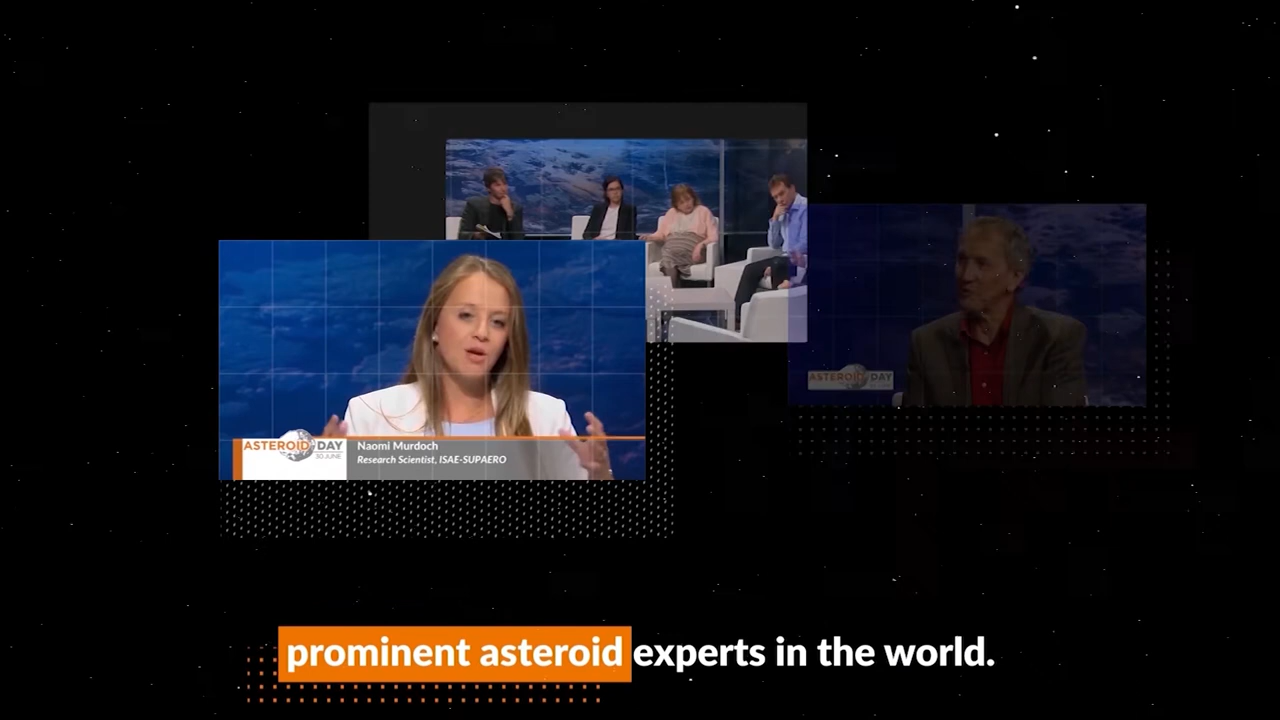 ASTEROID DAY
30 JUNE
Naomi Murdoch
Research Scientist, ISAE-SUPAERO
ASTEROID DAY
prominent asteroid experts in the world.